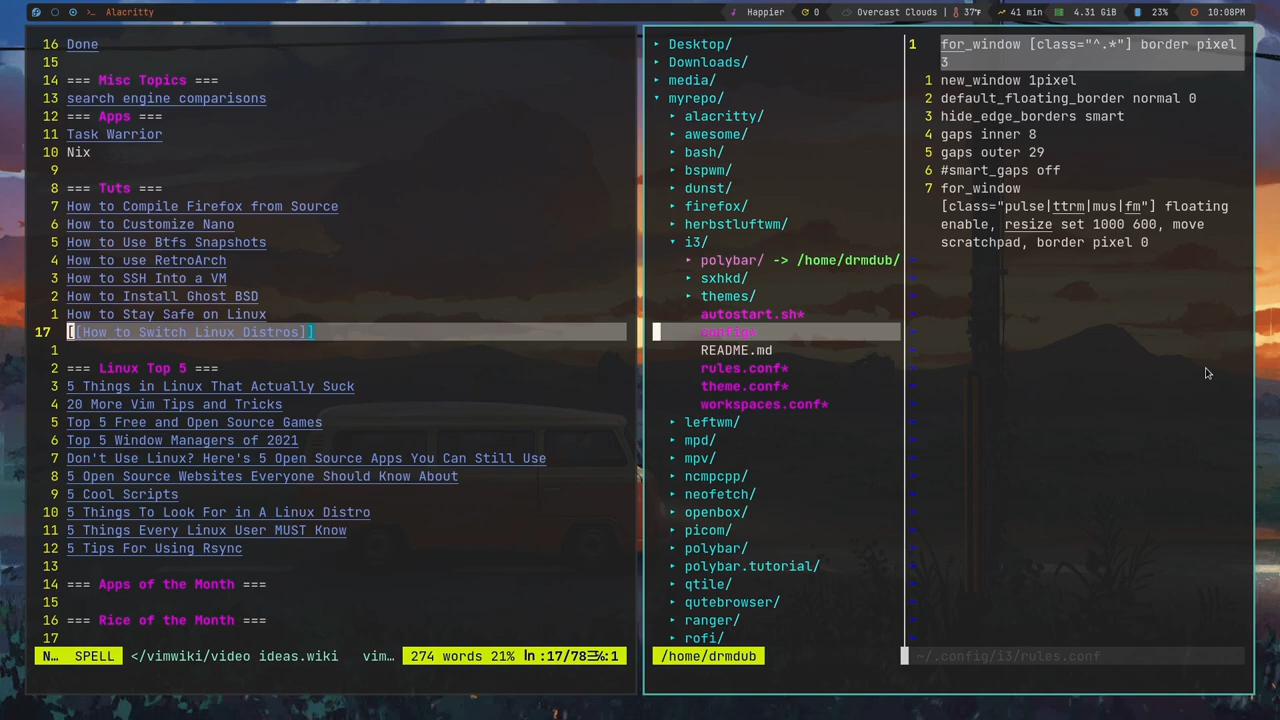 Alacritty
Happier 0 Overcast Clouds | 37°F 41 min 4.31 GiB 23% 10:08PM
16 Done
15
14 === Misc Topics ===
13 search engine comparisons
12 === Apps ===
11 Task Warrior
10 Nix
9
8 === Tuts ===
7 How to Compile Firefox from Source
6 How to Customize Nano
5 How to Use Btfs Snapshots
4 How to use RetroArch
3 How to SSH Into a VM
2 How to Install Ghost BSD
1 How to Stay Safe on Linux
17 [[How to Switch Linux Distros]]
1
2 === Linux Top 5 ===
3 5 Things in Linux That Actually Suck
4 20 More Vim Tips and Tricks
5 Top 5 Free and Open Source Games
6 Top 5 Window Managers of 2021
7 Don't Use Linux? Here's 5 Open Source Apps You Can Still Use
8 5 Open Source Websites Everyone Should Know About
9 5 Cool Scripts
10 5 Things To Look For in A Linux Distro
11 5 Things Every Linux User MUST Know
12 5 Tips For Using Rsync
13
14 === Apps of the Month ===
15
16 === Rice of the Month ===
17
N… SPELL </vimwiki/video ideas.wiki vim… 274 words 21% ln :17/78 :1
▸ Desktop/
▸ Downloads/
▸ media/
▾ myrepo/
▸ alacritty/
▸ awesome/
▸ bash/
▸ bspwm/
▸ dunst/
▸ firefox/
▸ herbstluftwm/
▾ i3/
▸ polybar/ -> /home/drmdub/
▸ sxhkd/
▸ themes/
autostart.sh*
config*
README.md
rules.conf*
theme.conf*
workspaces.conf*
▸ leftwm/
▸ mpd/
▸ mpv/
▸ ncmpcpp/
▸ neofetch/
▸ openbox/
▸ picom/
▸ polybar/
▸ polybar.tutorial/
▸ qtile/
▸ qutebrowser/
▸ ranger/
▸ rofi/
/home/drmdub
1 for_window [class="^.*"] border pixel
3
1 new_window 1pixel
2 default_floating_border normal 0
3 hide_edge_borders smart
4 gaps inner 8
5 gaps outer 29
6 #smart_gaps off
7 for_window
[class="pulse|ttrm|mus|fm"] floating
enable, resize set 1000 600, move
scratchpad, border pixel 0
~/.config/i3/rules.conf